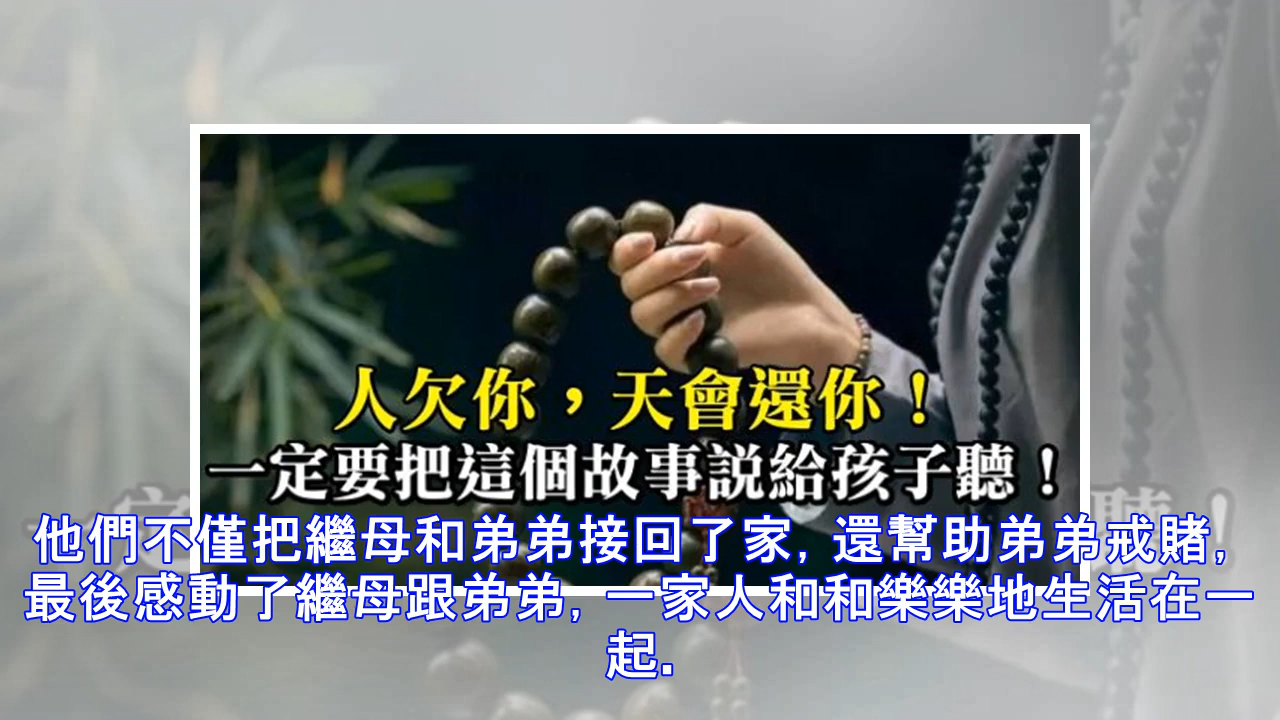 人欠你，天會還你！
一定要把這個故事說給孩子聽！
他們不僅把繼母和弟弟接回了家, 還幫助弟弟戒賭,
最後感動了繼母跟弟弟, 一家人和和樂樂地生活在一
起.